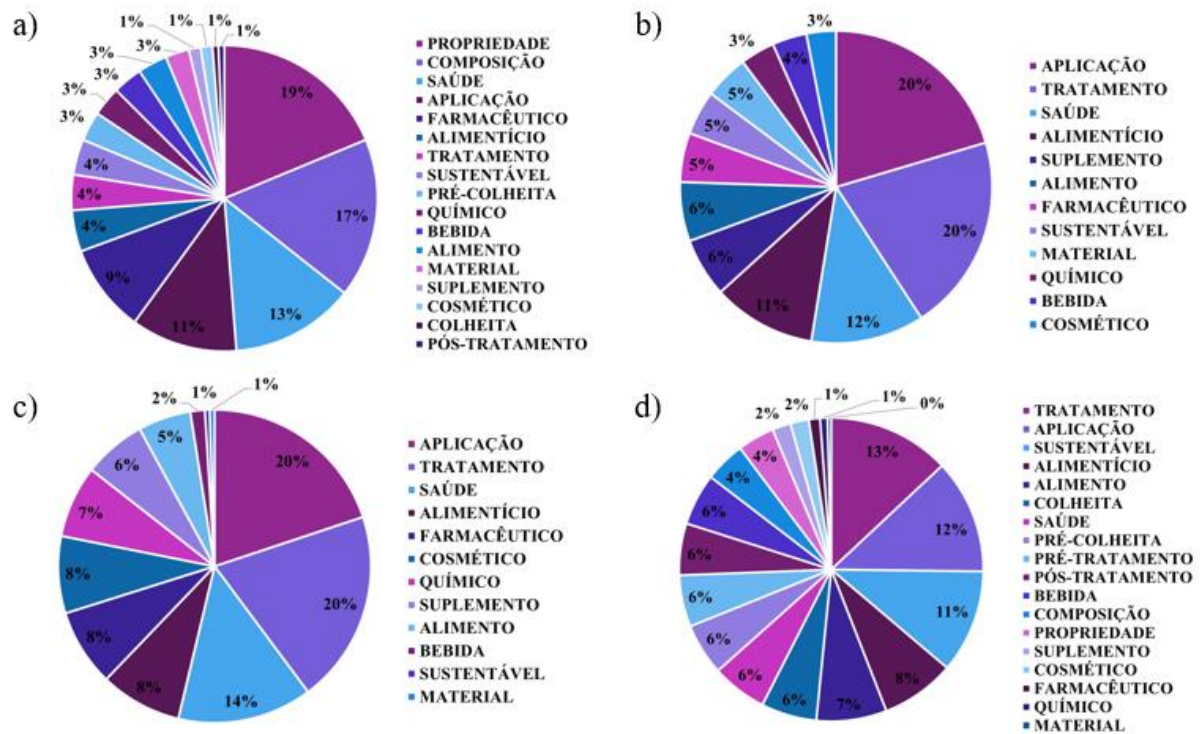 a)
1%
1%
1%
3%
3%
3%
3%
3%
4%
4%
4%
9%
11%
13%
17%
19%
PROPRIEDADE
COMPOSIÇÃO
SAÚDE
APLICAÇÃO
FARMACÊUTICO
ALIMENTÍCIO
TRATAMENTO
SUSTENTÁVEL
PRÉ-COLHEITA
QUÍMICO
BEBIDA
ALIMENTO
MATERIAL
SUPLEMENTO
COSMÉTICO
COLHEITA
PÓS-TRATAMENTO
b)
3%
4%
3%
5%
5%
5%
6%
6%
11%
12%
20%
20%
APLICAÇÃO
TRATAMENTO
SAÚDE
ALIMENTÍCIO
SUPLEMENTO
ALIMENTO
FARMACÊUTICO
SUSTENTÁVEL
MATERIAL
QUÍMICO
BEBIDA
COSMÉTICO
c)
1%
1%
2%
5%
6%
7%
8%
8%
8%
14%
20%
20%
APLICAÇÃO
TRATAMENTO
SAÚDE
ALIMENTÍCIO
FARMACÊUTICO
COSMÉTICO
QUÍMICO
SUPLEMENTO
ALIMENTO
BEBIDA
SUSTENTÁVEL
MATERIAL
d)
0%
1%
1%
2%
2%
4%
4%
6%
6%
6%
6%
6%
6%
7%
8%
11%
12%
13%
TRATAMENTO
APLICAÇÃO
SUSTENTÁVEL
ALIMENTÍCIO
ALIMENTO
COLHEITA
SAÚDE
PRÉ-COLHEITA
PRÉ-TRATAMENTO
PÓS-TRATAMENTO
BEBIDA
COMPOSIÇÃO
PROPRIEDADE
SUPLEMENTO
COSMÉTICO
FARMACÊUTICO
QUÍMICO
MATERIAL